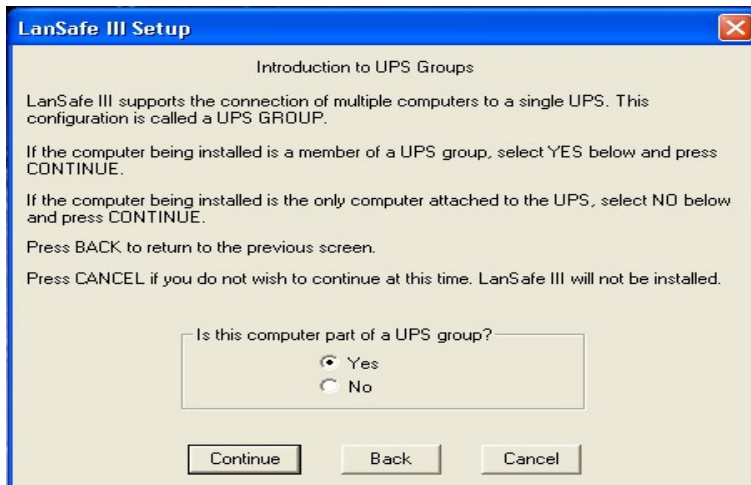 LanSafe III Setup
Introduction to UPS Groups
LanSafe III supports the connection of multiple computers to a single UPS. This
configuration is called a UPS GROUP.
If the computer being installed is a member of a UPS group, select YES below and press
CONTINUE.
If the computer being installed is the only computer attached to the UPS, select NO below
and press CONTINUE.
Press BACK to return to the previous screen.
Press CANCEL if you do not wish to continue at this time. LanSafe III will not be installed.
Is this computer part of a UPS group?
Yes
No
Continue Back Cancel